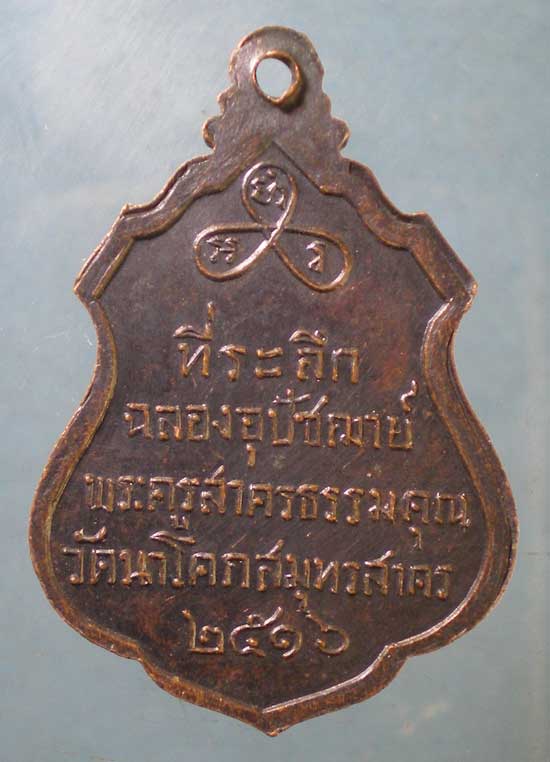 ที่ระลึก
ฉลองอุปัชฌาย์
พระครูสาครธรรมคุณ
วัดนาโคกสมุทรสาคร
๒๕๑๖